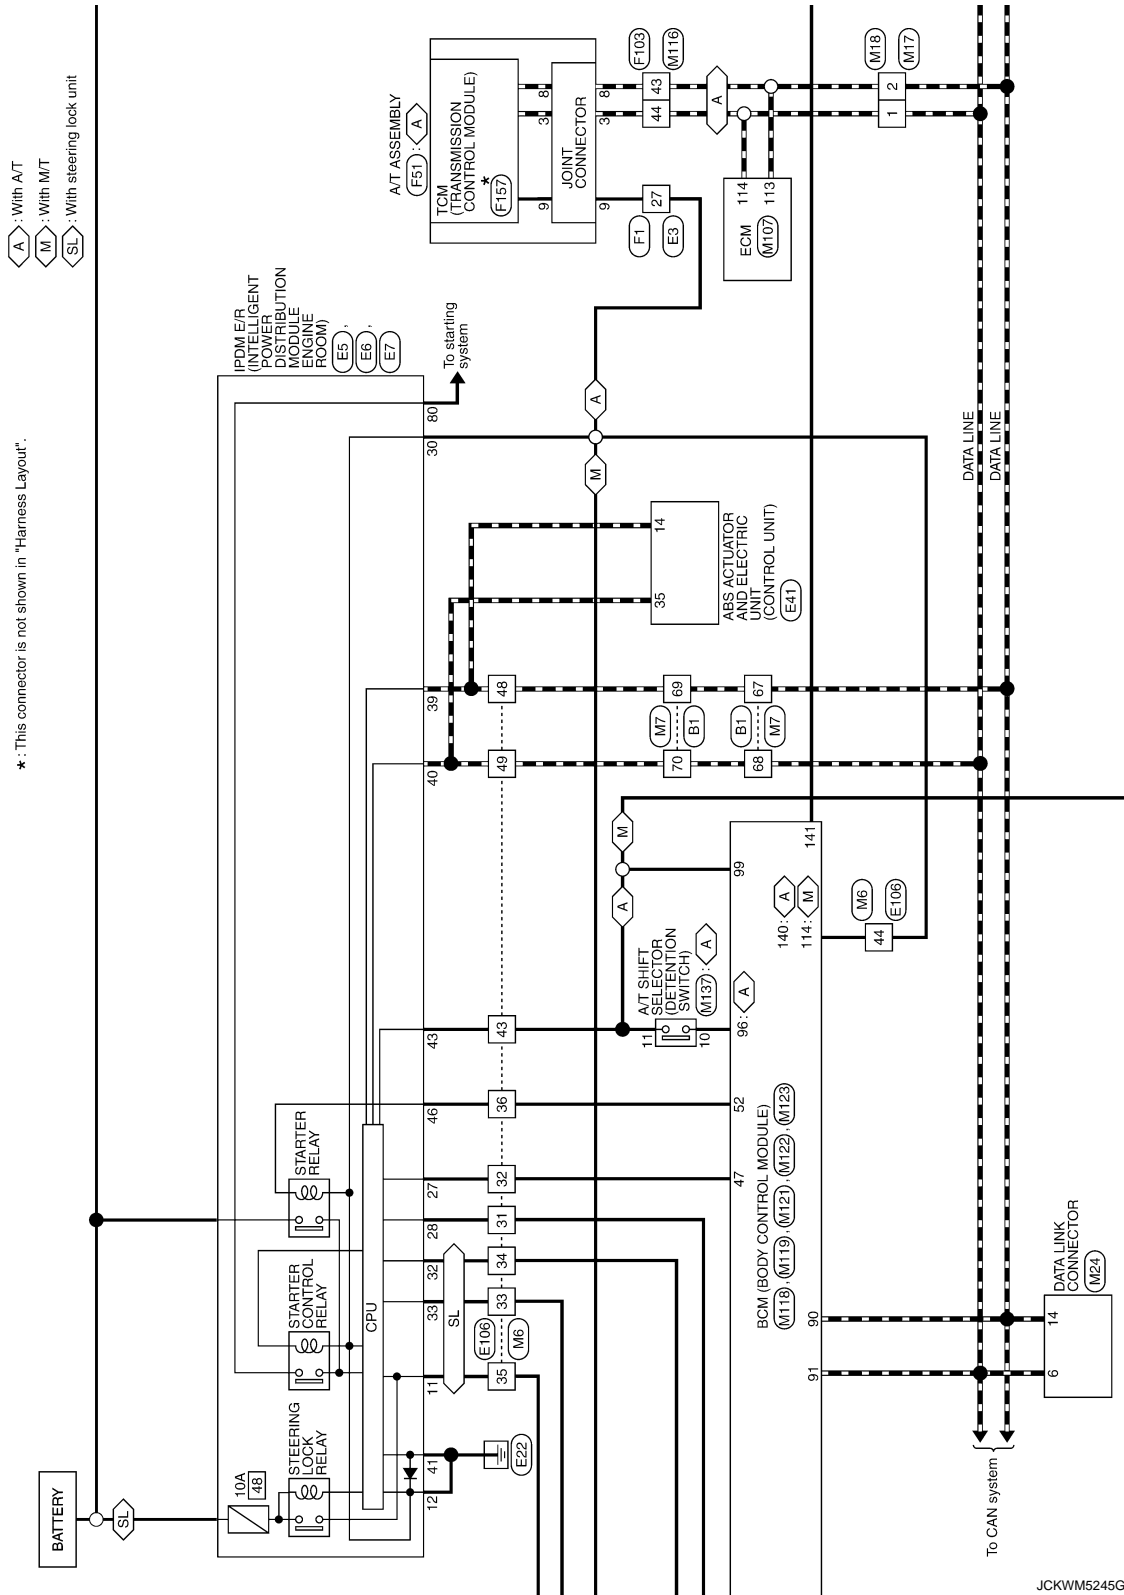 BATTERY
SL
10A
48
STEERING
LOCK
RELAY
STARTER
CONTROL
RELAY
STARTER
RELAY
CPU
IPDM E/R
(INTELLIGENT
POWER
DISTRIBUTION
MODULE
ENGINE
ROOM)
E5 ,
E6 ,
E7
★ : This connector is not shown in "Harness Layout".
A : With A/T
M : With M/T
SL : With steering lock unit
12
41
11
33
32
28
27
46
43
40
39
30
80
To starting
system
E22
SL
E106
M6
35
33
34
31
32
36
43
49
48
A/T ASSEMBLY
F51 : A
TCM
(TRANSMISSION
CONTROL MODULE)
★
F157
9
3
8
JOINT
CONNECTOR
9
3
8
F1
27
E3
F103
44
43
M116
M
A
A
ECM
M107
114
113
M18
1
2
M17
35
14
ABS ACTUATOR
AND ELECTRIC
UNIT
(CONTROL UNIT)
E41
M7
70
69
B1
B1
68
67
M7
A
M
A/T SHIFT
SELECTOR
(DETENTION
SWITCH)
M137 : A
11
10
47
52
96: A
99
141
140: A
114: M
M6
44
E106
BCM (BODY CONTROL MODULE)
M118 , M119 , M121 , M122 , M123
91
90
DATA LINE
DATA LINE
To CAN system
6
14
DATA LINK
CONNECTOR
M24
JCKWM5245G